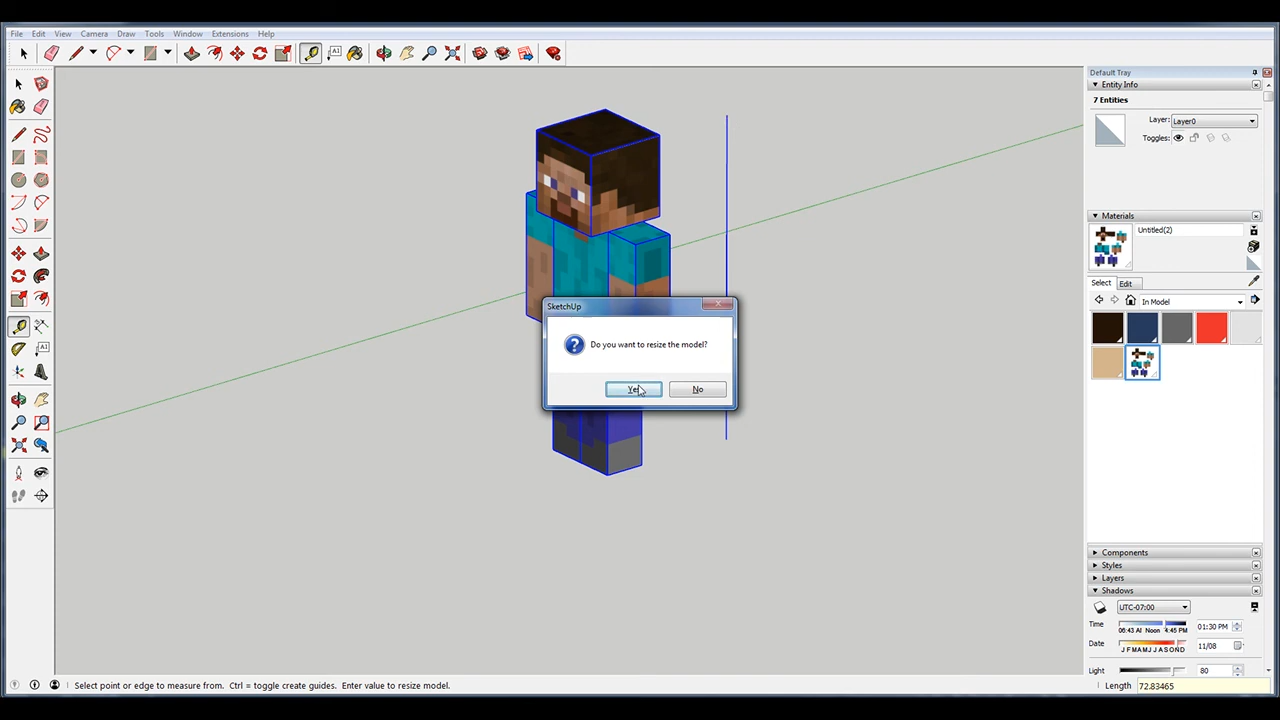 File Edit View Camera Draw Tools Window Extensions Help
Default Tray
Entity Info
7 Entities
Layer: Layer0
Toggles:
Materials
Untitled(2)
Select Edit
In Model
SketchUp
Do you want to resize the model?
Yes No
Components
Styles
Layers
Shadows
UTC-07:00
Time 01:30 PM
06:43 AM Noon 4:45 PM
Date 11/08
J F M A M J J A S O N D
Light 80
Select point or edge to measure from. Ctrl = toggle create guides. Enter value to resize model.
Length 72.83465